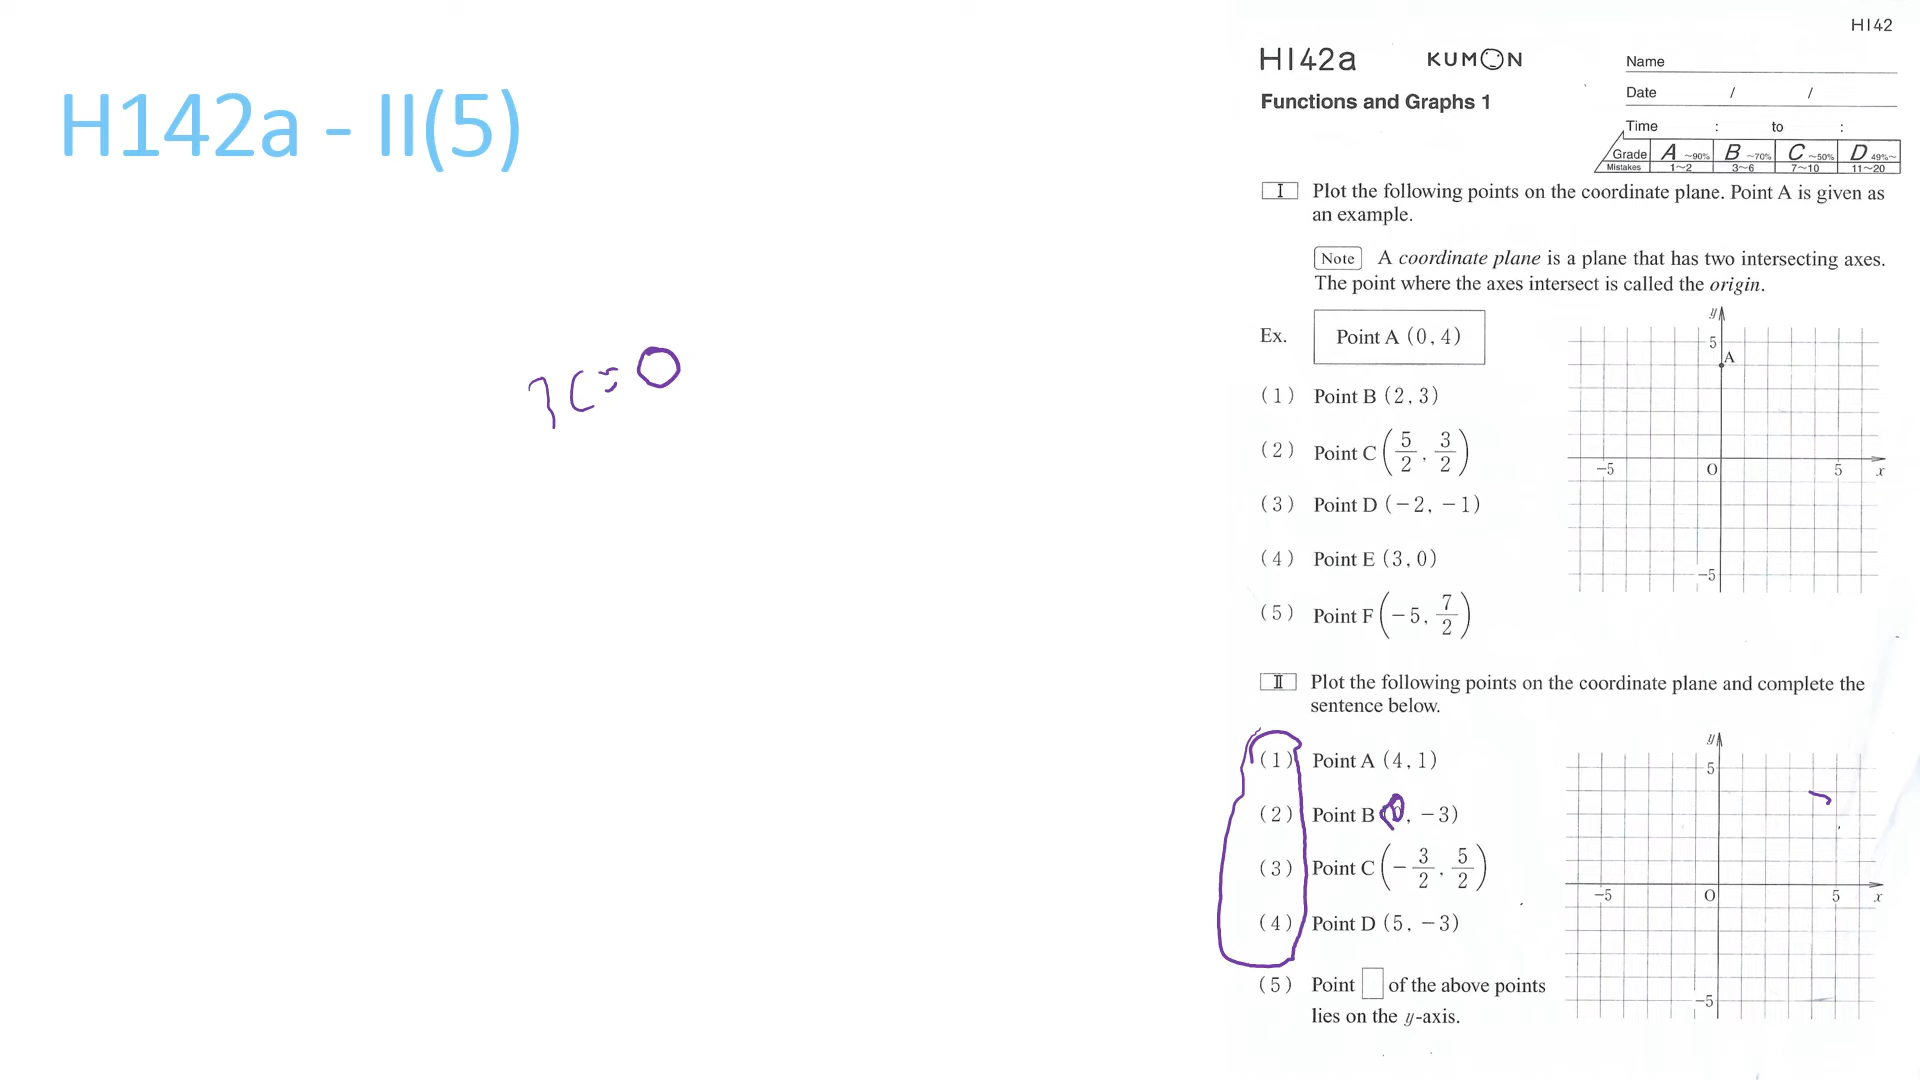 H142a - II(5)
x = 0
H142
H142a KUMON
Functions and Graphs 1
Name
Date / /
Time : to :
Grade A ~90% B ~70% C ~50% D 49%~
Mistakes 1~2 3~6 7~10 11~20
I Plot the following points on the coordinate plane. Point A is given as
an example.
Note A coordinate plane is a plane that has two intersecting axes.
The point where the axes intersect is called the origin.
Ex. Point A (0, 4)
(1) Point B (2, 3)
(2) Point C (5/2, 3/2)
(3) Point D (−2, −1)
(4) Point E (3, 0)
(5) Point F (−5, 7/2)
y
5
A
−5 O 5 x
−5
II Plot the following points on the coordinate plane and complete the
sentence below.
(1) Point A (4, 1)
(2) Point B (0, −3)
(3) Point C (−3/2, 5/2)
(4) Point D (5, −3)
(5) Point □ of the above points
lies on the y-axis.
y
5
−5 O 5 x
−5